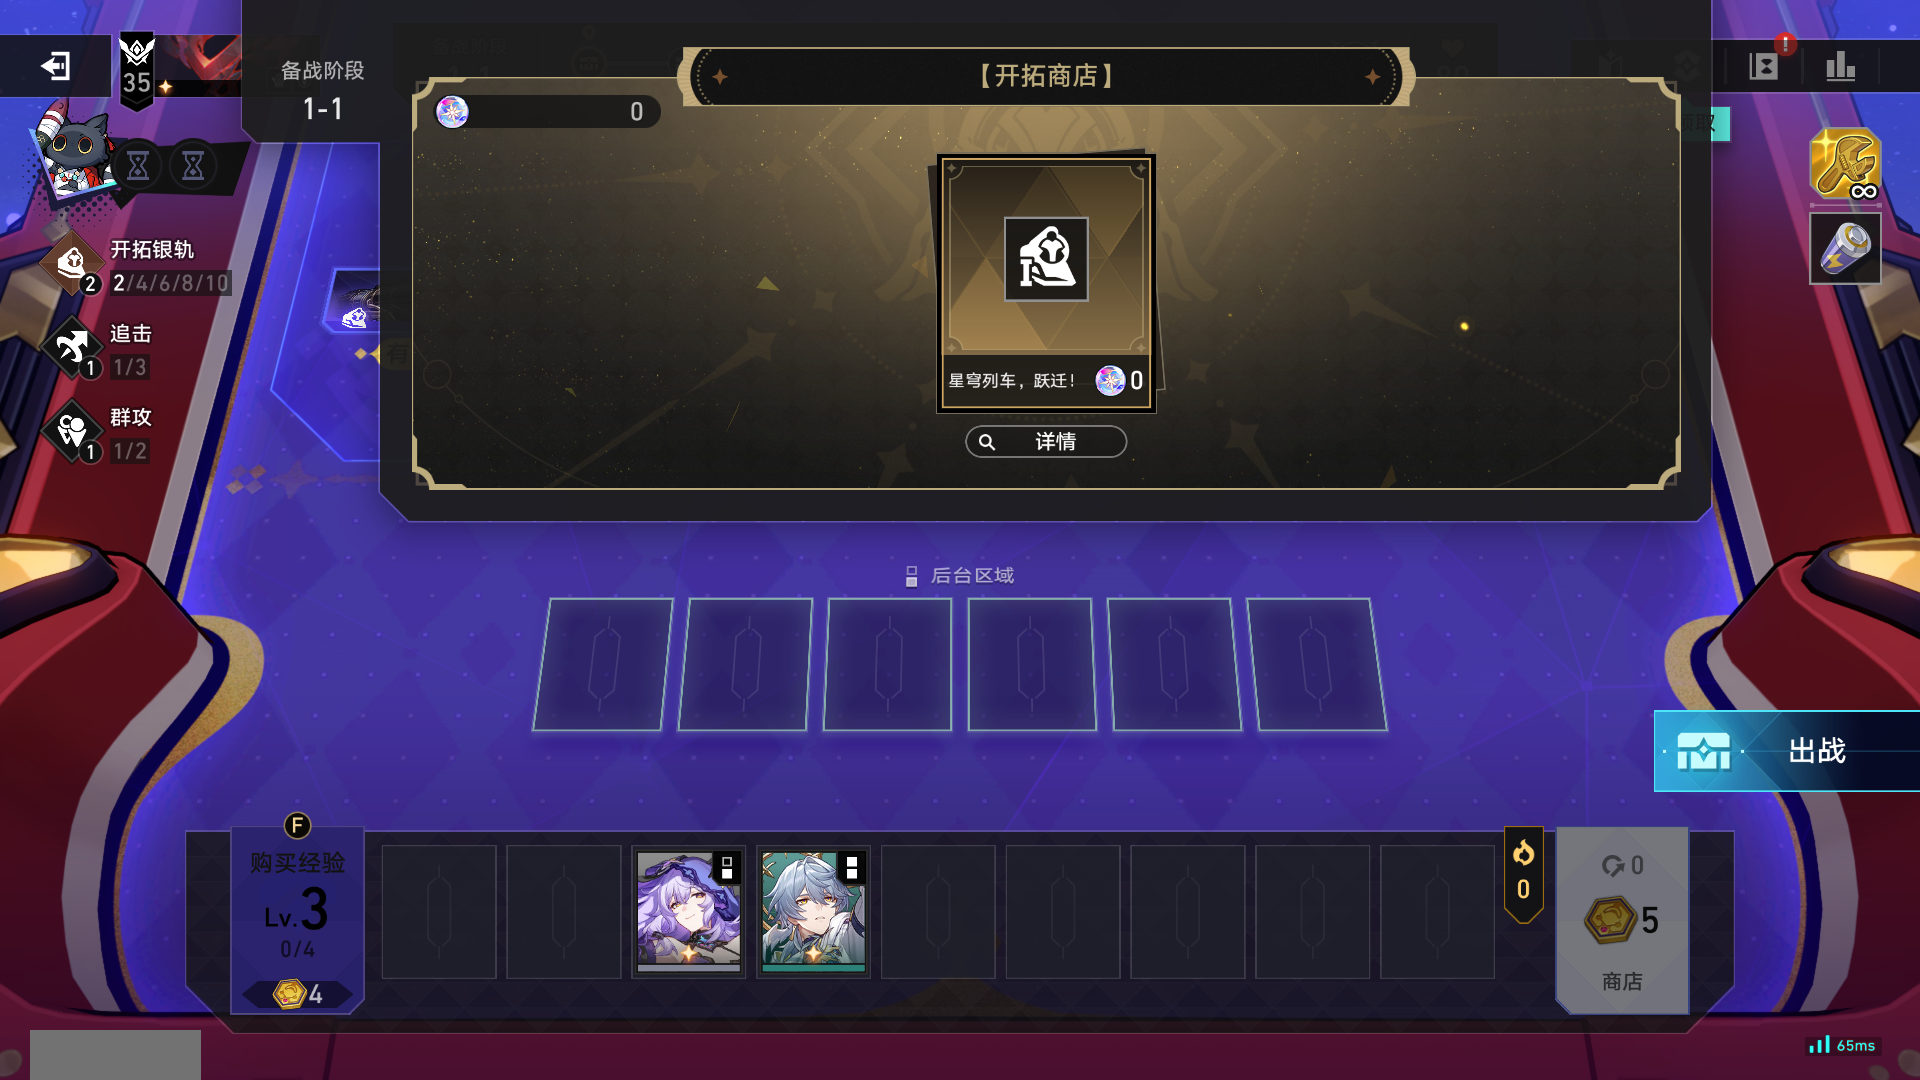 35
备战阶段
1-1
【开拓商店】
0
星穹列车，跃迁！
0
详情
开拓银轨
2
2/4/6/8/10
追击
1
1/3
群攻
1
1/2
后台区域
出战
F
购买经验
Lv.3
0/4
4
0
0
5
商店
65ms